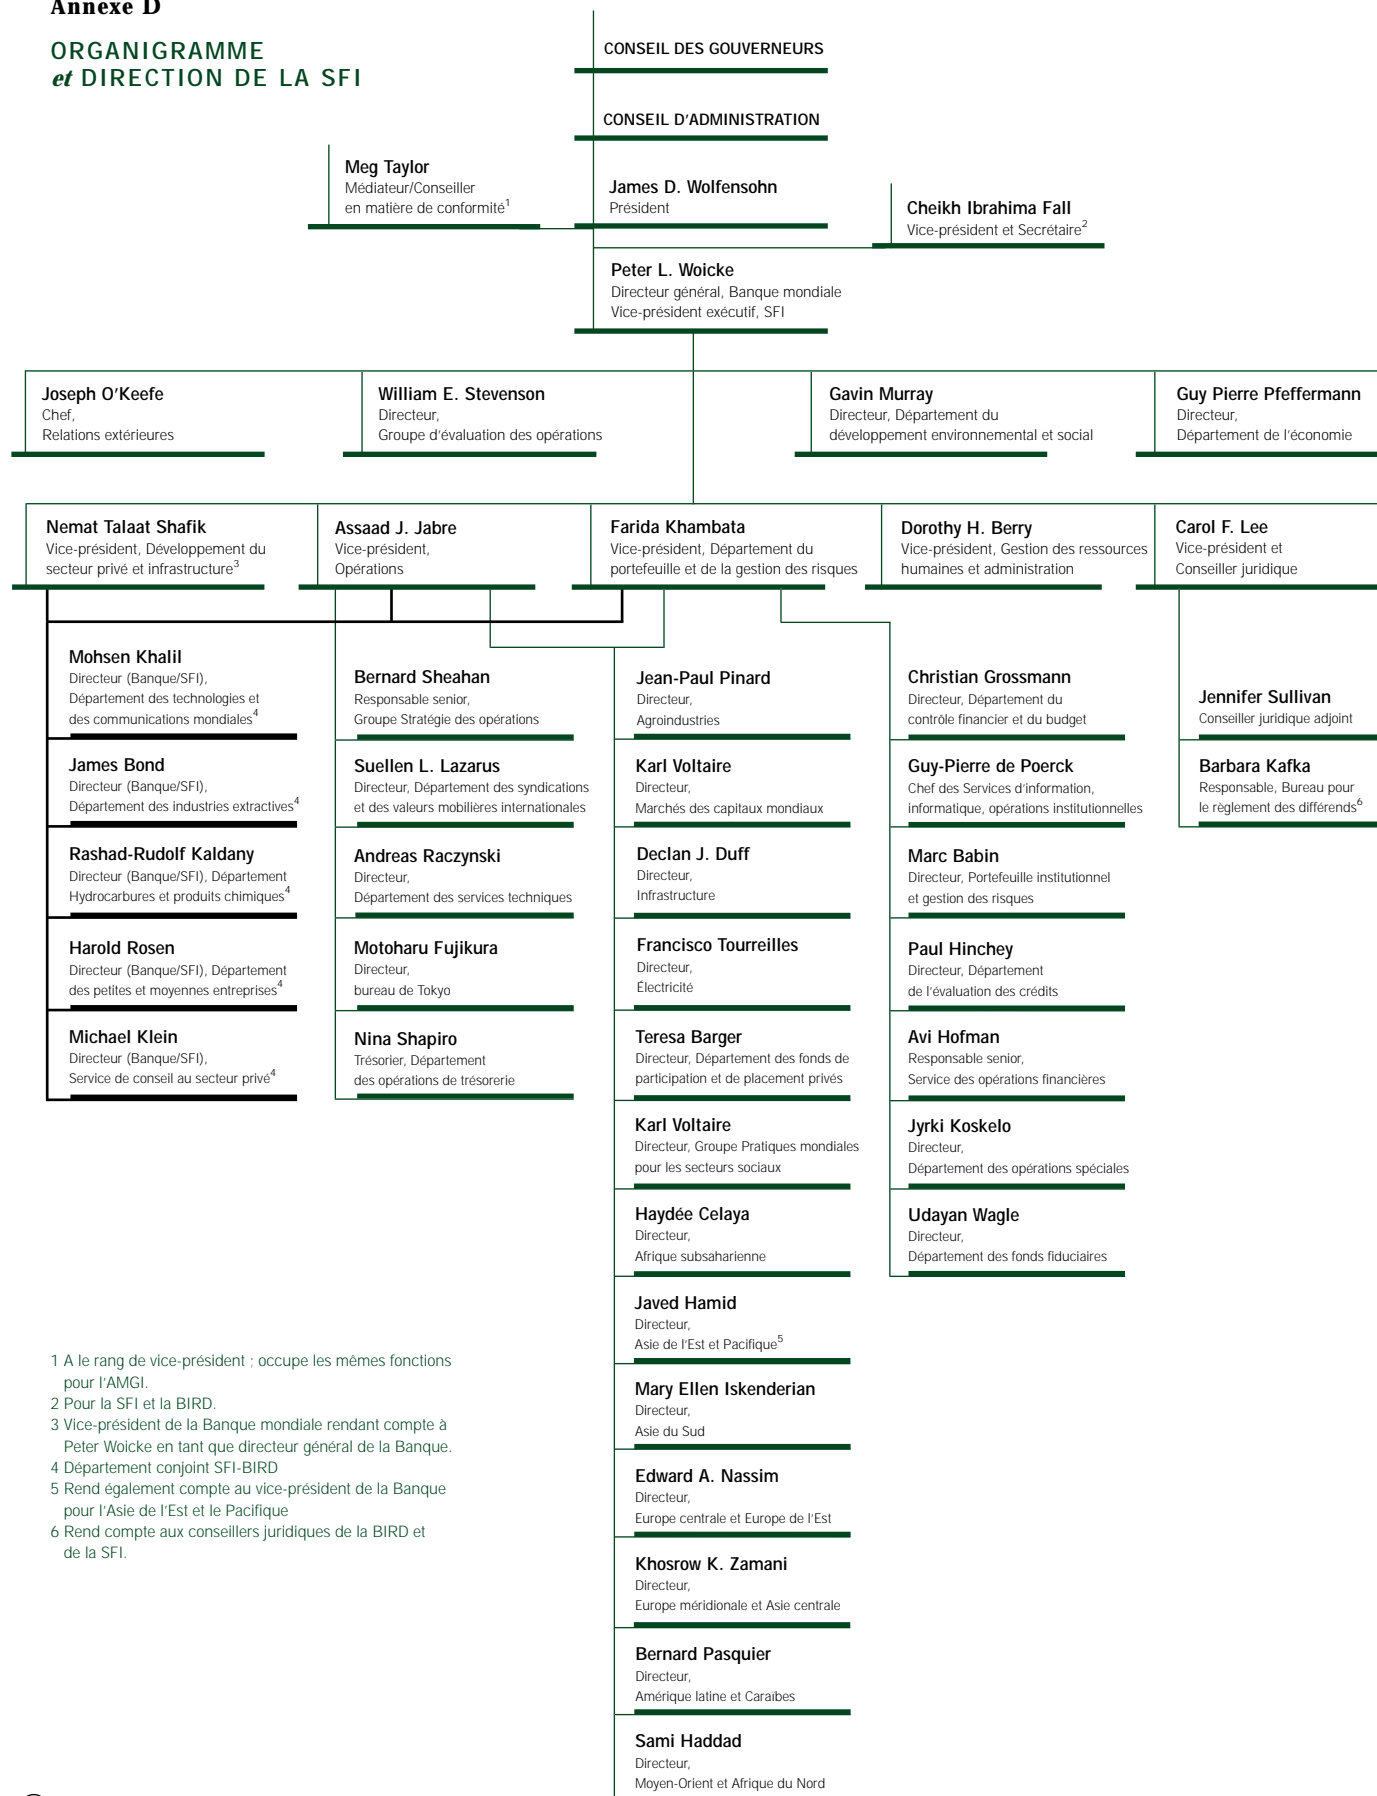 Annexe D
ORGANIGRAMME
et DIRECTION DE LA SFI
CONSEIL DES GOUVERNEURS
CONSEIL D'ADMINISTRATION
Meg Taylor
Médiateur/Conseiller
en matière de conformité1
James D. Wolfensohn
Président
Cheikh Ibrahima Fall
Vice-président et Secrétaire2
Peter L. Woicke
Directeur général, Banque mondiale
Vice-président exécutif, SFI
Joseph O'Keefe
Chef,
Relations extérieures
William E. Stevenson
Directeur,
Groupe d'évaluation des opérations
Gavin Murray
Directeur, Département du
développement environnemental et social
Guy Pierre Pfeffermann
Directeur,
Département de l'économie
Nemat Talaat Shafik
Vice-président, Développement du
secteur privé et infrastructure3
Assaad J. Jabre
Vice-président,
Opérations
Farida Khambata
Vice-président, Département du
portefeuille et de la gestion des risques
Dorothy H. Berry
Vice-président, Gestion des ressources
humaines et administration
Carol F. Lee
Vice-président et
Conseiller juridique
Mohsen Khalil
Directeur (Banque/SFI),
Département des technologies et
des communications mondiales4
James Bond
Directeur (Banque/SFI),
Département des industries extractives4
Rashad-Rudolf Kaldany
Directeur (Banque/SFI), Département
Hydrocarbures et produits chimiques4
Harold Rosen
Directeur (Banque/SFI), Département
des petites et moyennes entreprises4
Michael Klein
Directeur (Banque/SFI),
Service de conseil au secteur privé4
Bernard Sheahan
Responsable senior,
Groupe Stratégie des opérations
Suellen L. Lazarus
Directeur, Département des syndications
et des valeurs mobilières internationales
Andreas Raczynski
Directeur,
Département des services techniques
Motoharu Fujikura
Directeur,
bureau de Tokyo
Nina Shapiro
Trésorier, Département
des opérations de trésorerie
Jean-Paul Pinard
Directeur,
Agroindustries
Karl Voltaire
Directeur,
Marchés des capitaux mondiaux
Declan J. Duff
Directeur,
Infrastructure
Francisco Tourreilles
Directeur,
Électricité
Teresa Barger
Directeur, Département des fonds de
participation et de placement privés
Karl Voltaire
Directeur, Groupe Pratiques mondiales
pour les secteurs sociaux
Haydée Celaya
Directeur,
Afrique subsaharienne
Javed Hamid
Directeur,
Asie de l'Est et Pacifique5
Mary Ellen Iskenderian
Directeur,
Asie du Sud
Edward A. Nassim
Directeur,
Europe centrale et Europe de l'Est
Khosrow K. Zamani
Directeur,
Europe méridionale et Asie centrale
Bernard Pasquier
Directeur,
Amérique latine et Caraïbes
Sami Haddad
Directeur,
Moyen-Orient et Afrique du Nord
Christian Grossmann
Directeur, Département du
contrôle financier et du budget
Guy-Pierre de Poerck
Chef des Services d'information,
informatique, opérations institutionnelles
Marc Babin
Directeur, Portefeuille institutionnel
et gestion des risques
Paul Hinchey
Directeur, Département
de l'évaluation des crédits
Avi Hofman
Responsable senior,
Service des opérations financières
Jyrki Koskelo
Directeur,
Département des opérations spéciales
Udayan Wagle
Directeur,
Département des fonds fiduciaires
Jennifer Sullivan
Conseiller juridique adjoint
Barbara Kafka
Responsable, Bureau pour
le règlement des différends6
1 A le rang de vice-président ; occupe les mêmes fonctions
pour l'AMGI.
2 Pour la SFI et la BIRD.
3 Vice-président de la Banque mondiale rendant compte à
Peter Woicke en tant que directeur général de la Banque.
4 Département conjoint SFI-BIRD
5 Rend également compte au vice-président de la Banque
pour l'Asie de l'Est et le Pacifique
6 Rend compte aux conseillers juridiques de la BIRD et
de la SFI.